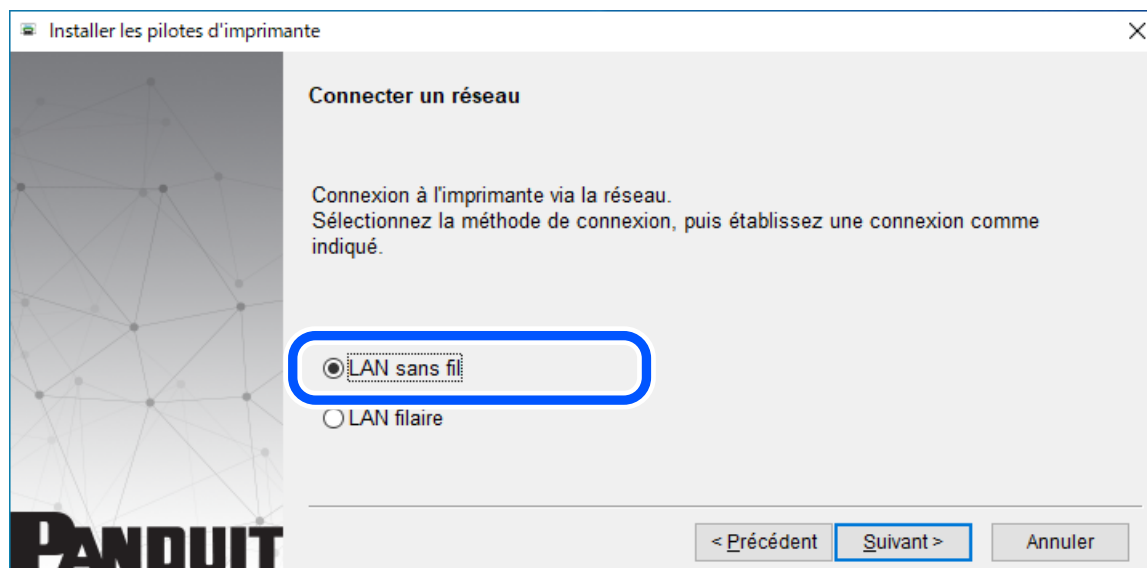 Installer les pilotes d'imprimante
Connecter un réseau
Connexion à l'imprimante via la réseau.
Sélectionnez la méthode de connexion, puis établissez une connexion comme
indiqué.
LAN sans fil
LAN filaire
PANDUIT
< Précédent
Suivant >
Annuler